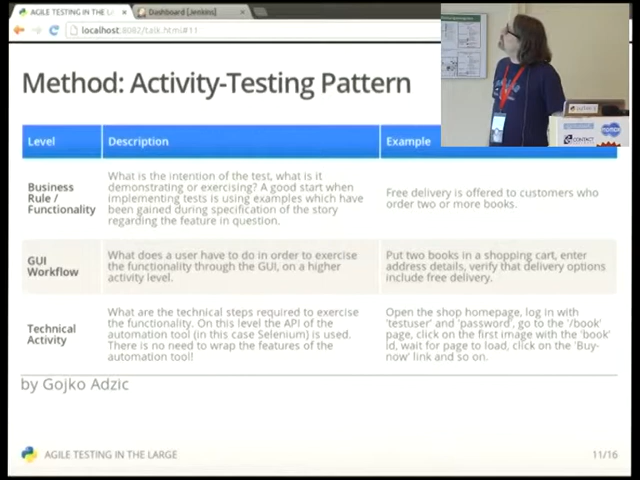 AGILE TESTING IN THE LARGE
Dashboard [Jenkins]
localhost:8082/talk.html#11
Method: Activity-Testing Pattern
Level
Description
Example
Business
Rule /
Functionality
What is the intention of the test, what is it
demonstrating or exercising? A good start when
implementing tests is using examples which have
been gained during specification of the story
regarding the feature in question.
Free delivery is offered to customers who
order two or more books.
GUI
Workflow
What does a user have to do in order to exercise
the functionality through the GUI, on a higher
activity level.
Put two books in a shopping cart, enter
address details, verify that delivery options
include free delivery.
Technical
Activity
What are the technical steps required to exercise
the functionality. On this level the API of the
automation tool (in this case Selenium) is used.
There is no need to wrap the features of the
automation tool!
Open the shop homepage, log in with
'testuser' and 'password', go to the '/book'
page, click on the first image with the 'book'
id, wait for page to load, click on the 'Buy-
now' link and so on.
by Gojko Adzic
AGILE TESTING IN THE LARGE
11/16
CONTACT